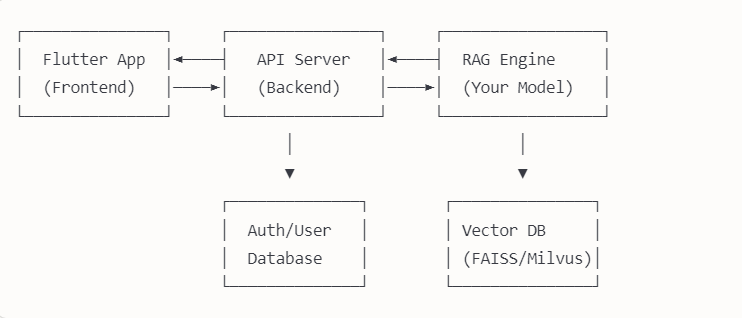 Flutter App
(Frontend)
API Server
(Backend)
RAG Engine
(Your Model)
Auth/User
Database
Vector DB
(FAISS/Milvus)